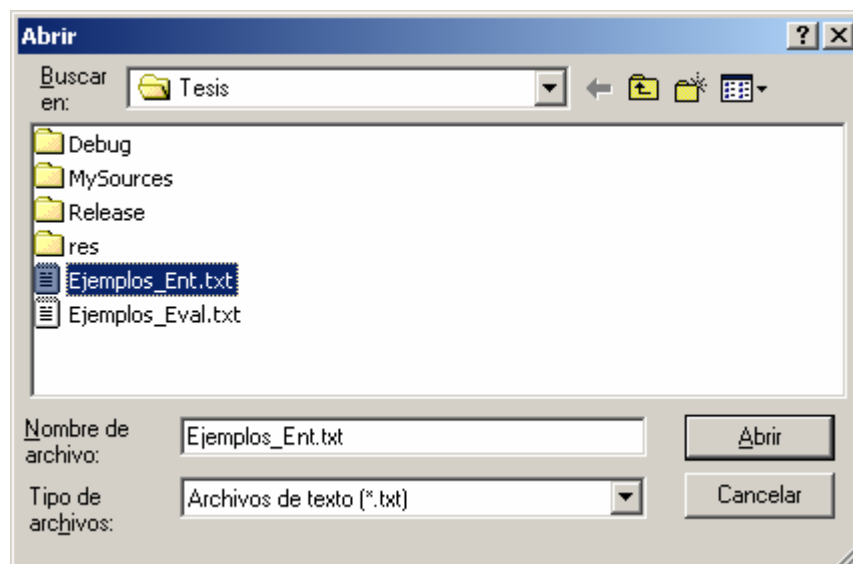 Abrir
Buscar
en:
Tesis
Debug
MySources
Release
res
Ejemplos_Ent.txt
Ejemplos_Eval.txt
Nombre de
archivo:
Ejemplos_Ent.txt
Abrir
Tipo de
archivos:
Archivos de texto (*.txt)
Cancelar